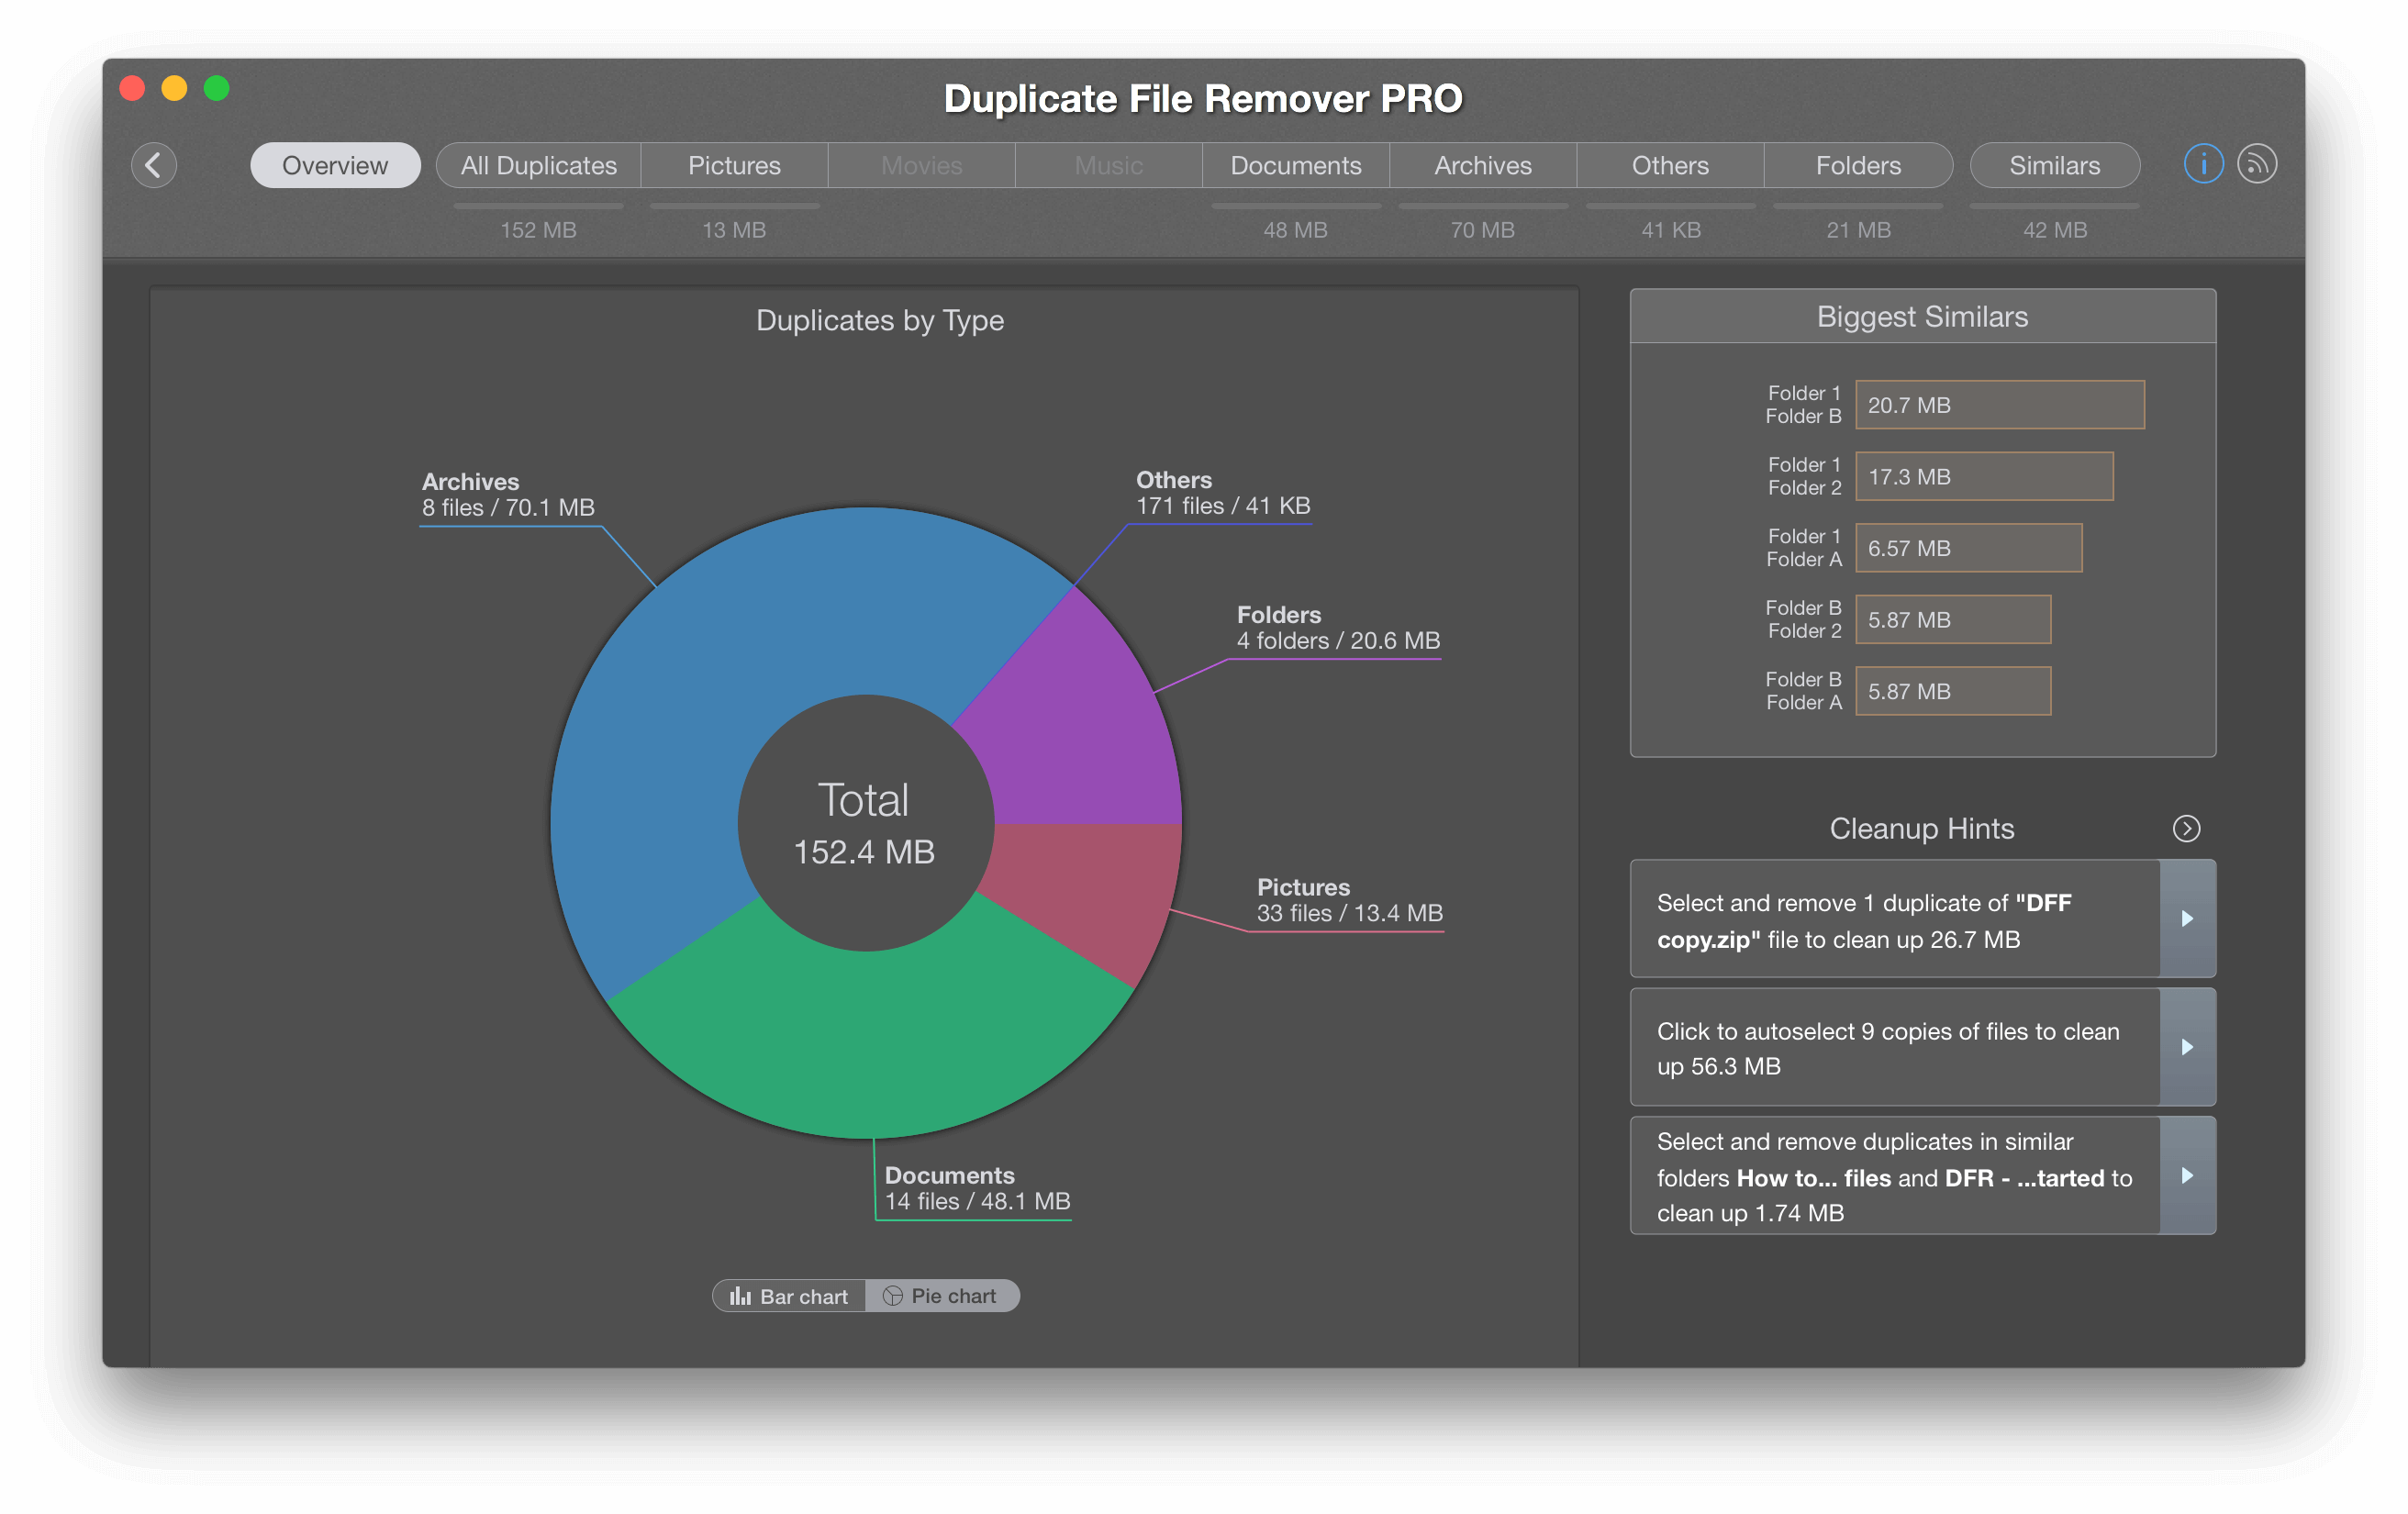 Duplicate File Remover PRO
Overview
All Duplicates
Pictures
Movies
Music
Documents
Archives
Others
Folders
Similars
152 MB
13 MB
48 MB
70 MB
41 KB
21 MB
42 MB
Duplicates by Type
Archives
8 files / 70.1 MB
Others
171 files / 41 KB
Folders
4 folders / 20.6 MB
Total
152.4 MB
Pictures
33 files / 13.4 MB
Documents
14 files / 48.1 MB
Bar chart
Pie chart
Biggest Similars
Folder 1
Folder B
20.7 MB
Folder 1
Folder 2
17.3 MB
Folder 1
Folder A
6.57 MB
Folder B
Folder 2
5.87 MB
Folder B
Folder A
5.87 MB
Cleanup Hints
Select and remove 1 duplicate of "DFF
copy.zip" file to clean up 26.7 MB
Click to autoselect 9 copies of files to clean
up 56.3 MB
Select and remove duplicates in similar
folders How to... files and DFR - ...tarted to
clean up 1.74 MB